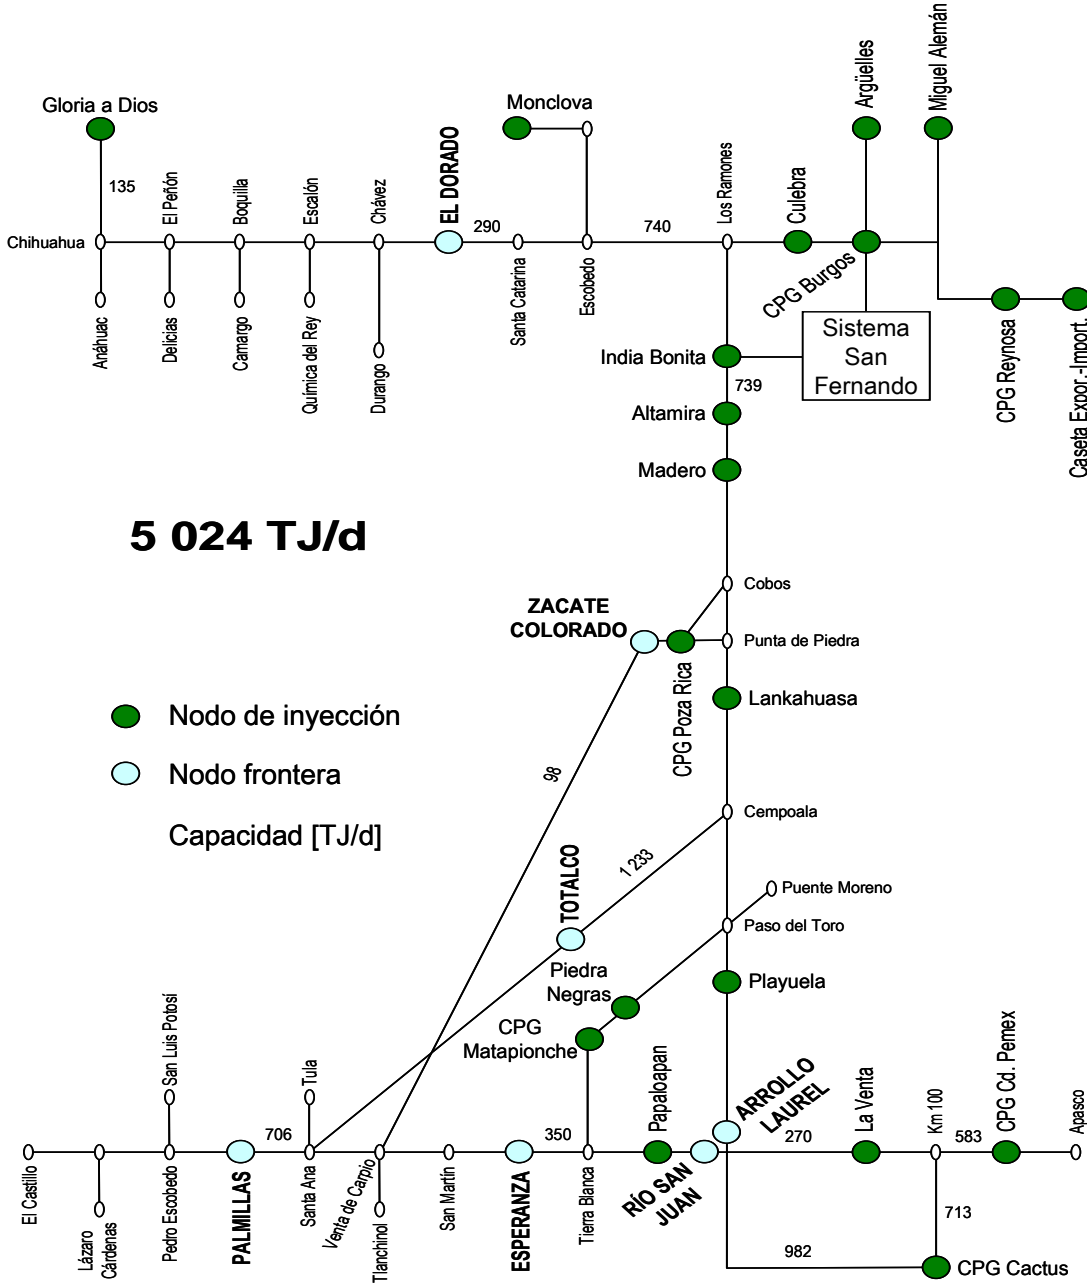 Gloria a Dios
Monclova
Argüelles
Miguel Alemán
135
El Peñón
Boquilla
Escalón
Chávez
EL DORADO
290
740
Los Ramones
Culebra
Chihuahua
CPG Burgos
Anáhuac
Delicias
Camargo
Química del Rey
Durango
Santa Catarina
Escobedo
Sistema
San
Fernando
India Bonita
739
CPG Reynosa
Caseta Expor.-Import.
Altamira
Madero
5 024 TJ/d
Cobos
ZACATE
COLORADO
Punta de Piedra
CPG Poza Rica
Lankahuasa
Nodo de inyección
Nodo frontera
Capacidad [TJ/d]
98
Cempoala
1 233
TOTALCO
Puente Moreno
Paso del Toro
Piedra
Negras
Playuela
CPG
Matapionche
San Luis Potosí
Tula
Papaloapan
ARROLLO
LAUREL
La Venta
Km 100
CPG Cd. Pemex
Apasco
706
350
270
583
El Castillo
Lázaro
Cárdenas
Pedro Escobedo
PALMILLAS
Santa Ana
Venta de Carpio
Tlanchinol
San Martín
ESPERANZA
Tierra Blanca
RÍO SAN
JUAN
713
982
CPG Cactus